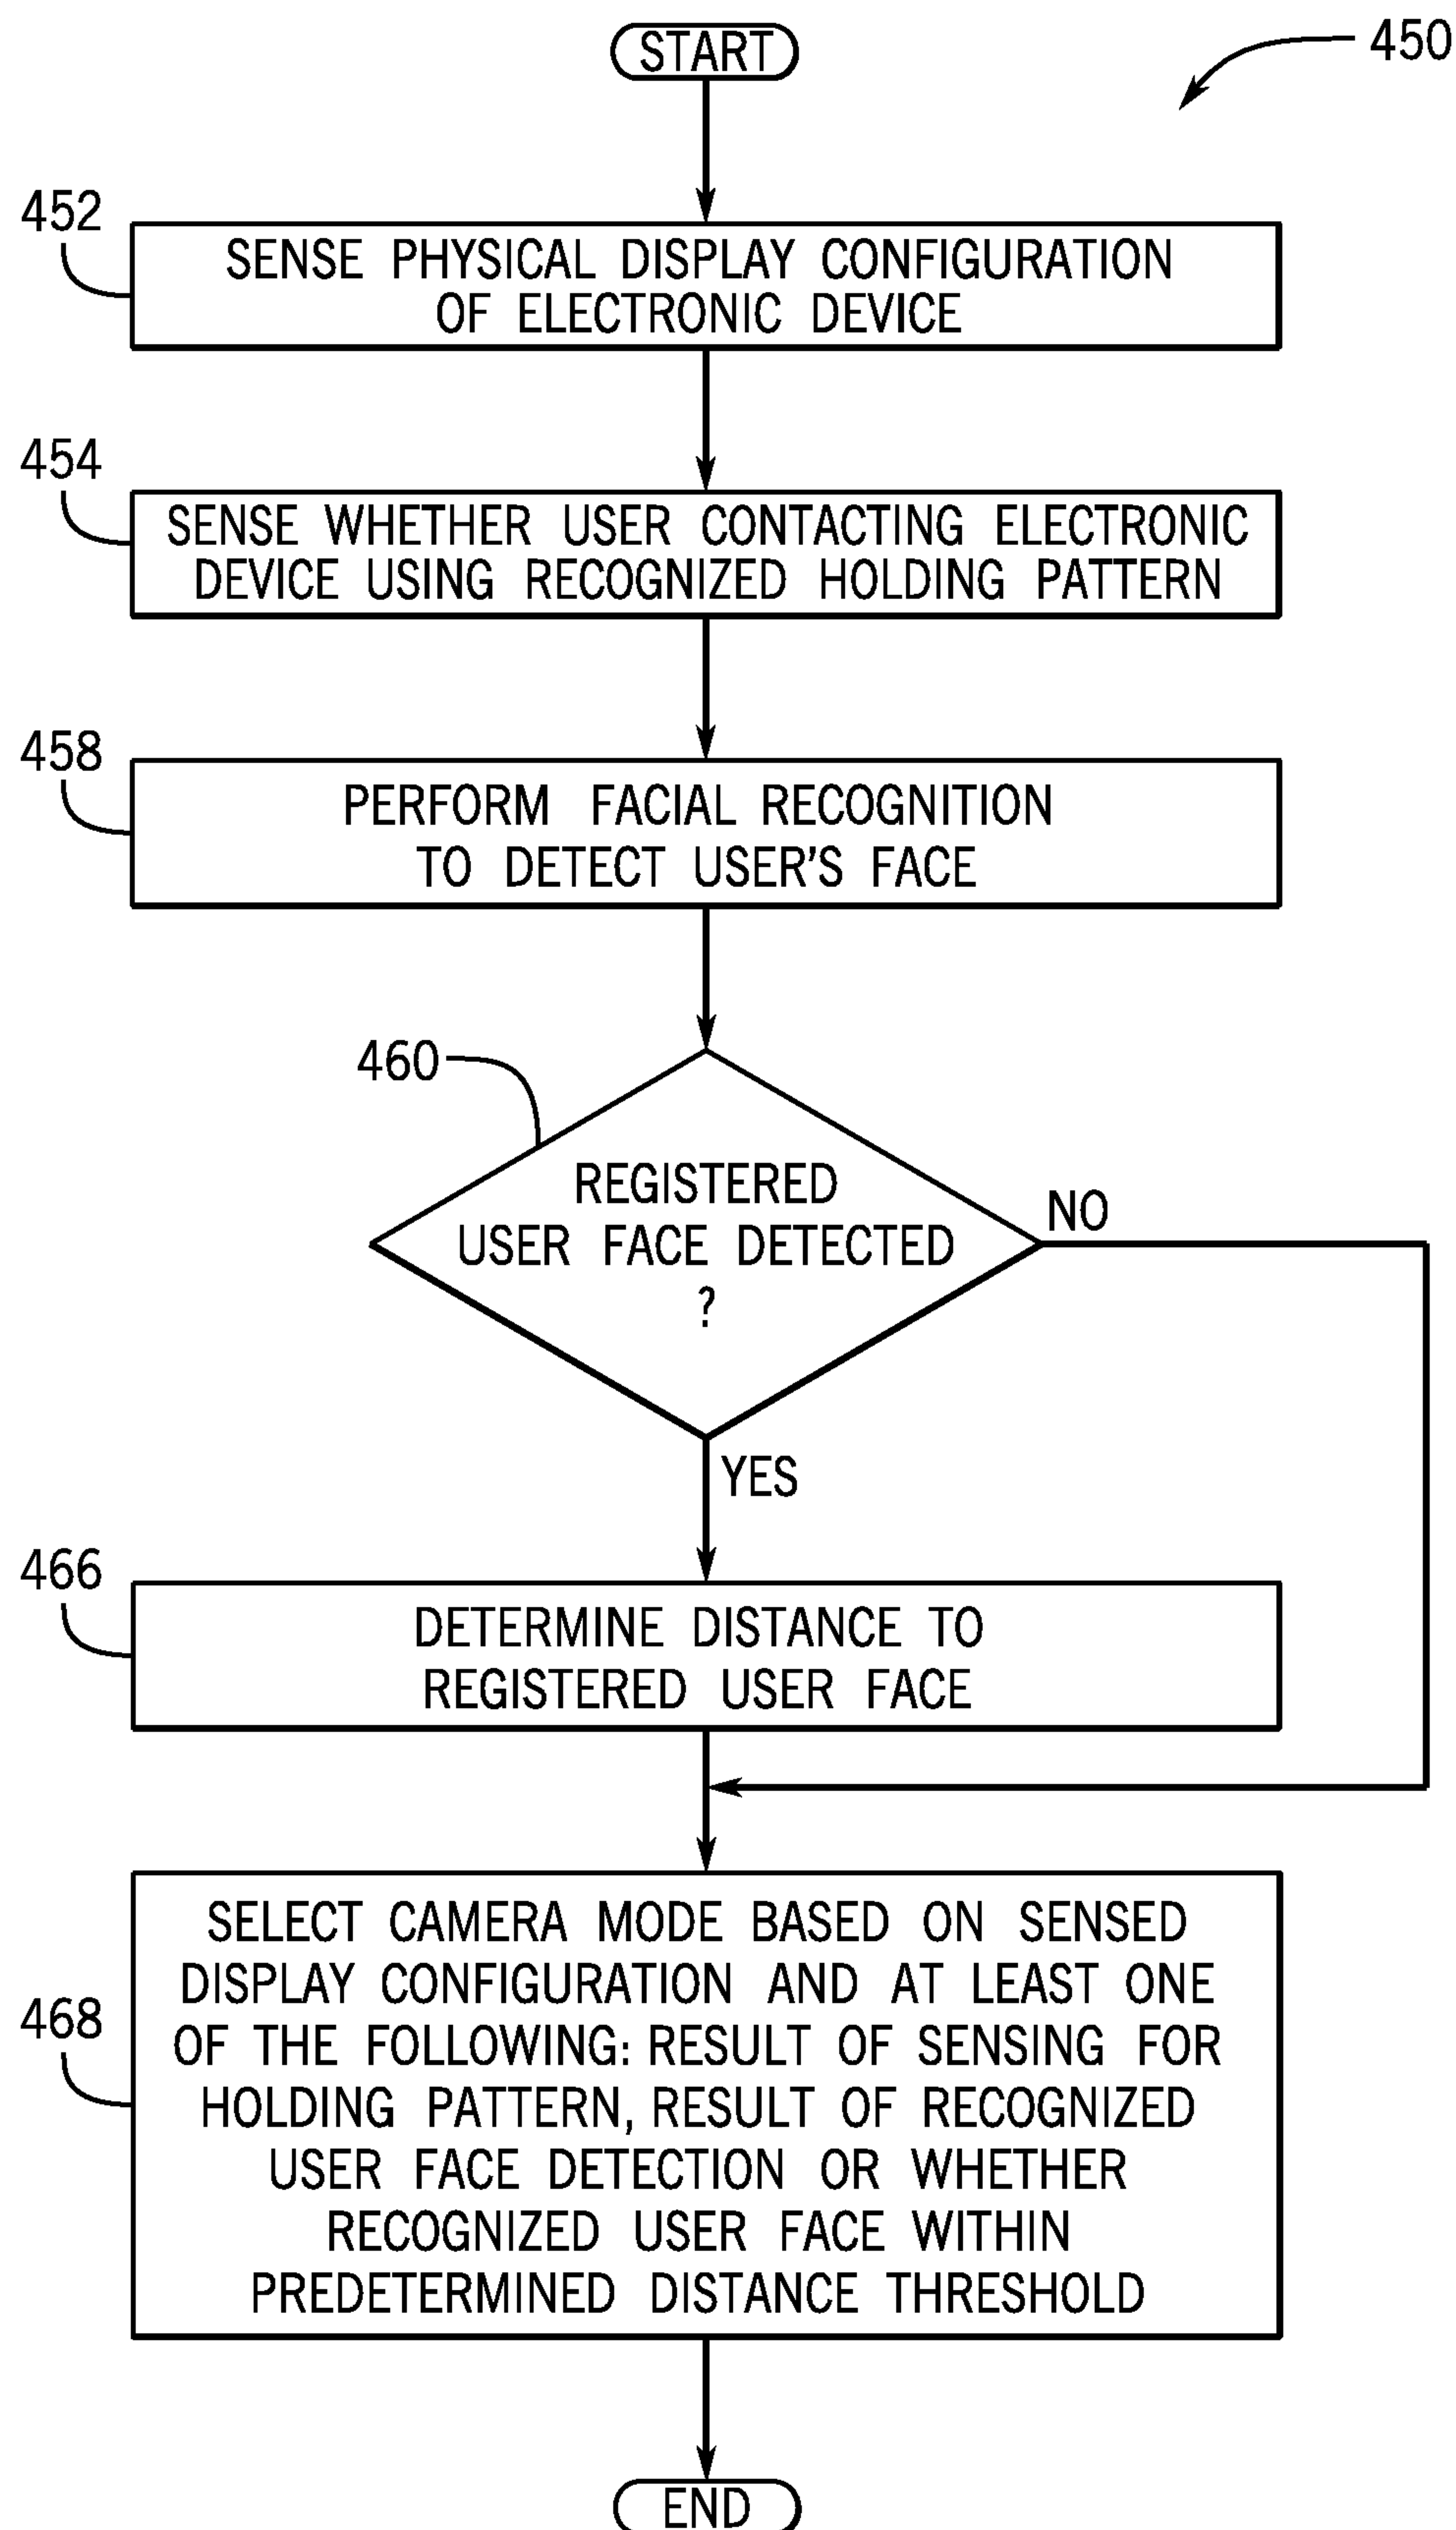 START
450
452
SENSE PHYSICAL DISPLAY CONFIGURATION
OF ELECTRONIC DEVICE
454
SENSE WHETHER USER CONTACTING ELECTRONIC
DEVICE USING RECOGNIZED HOLDING PATTERN
458
PERFORM FACIAL RECOGNITION
TO DETECT USER'S FACE
460
REGISTERED
USER FACE DETECTED
?
NO
YES
466
DETERMINE DISTANCE TO
REGISTERED USER FACE
468
SELECT CAMERA MODE BASED ON SENSED
DISPLAY CONFIGURATION AND AT LEAST ONE
OF THE FOLLOWING: RESULT OF SENSING FOR
HOLDING PATTERN, RESULT OF RECOGNIZED
USER FACE DETECTION OR WHETHER
RECOGNIZED USER FACE WITHIN
PREDETERMINED DISTANCE THRESHOLD
END